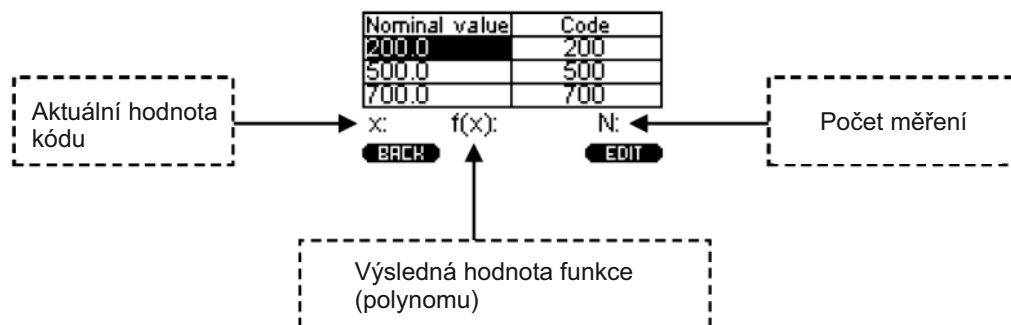 Nominal value Code
200.0 200
500.0 500
700.0 700
Aktuální hodnota
kódu
x: f(x): N:
Počet měření
BACK EDIT
Výsledná hodnota funkce
(polynomu)